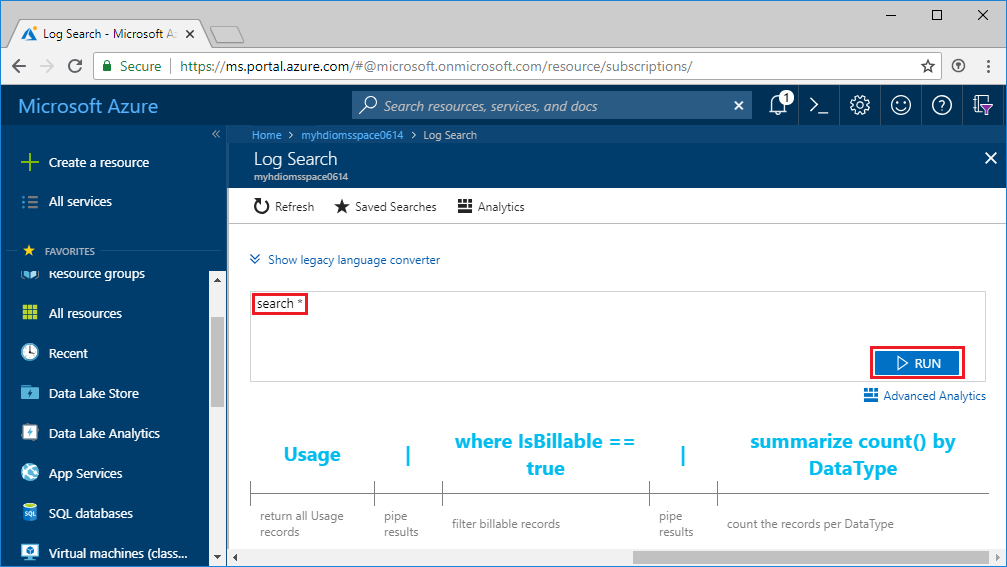 Log Search - Microsoft Az
Secure https://ms.portal.azure.com/#@microsoft.onmicrosoft.com/resource/subscriptions/
Microsoft Azure
Search resources, services, and docs
1
Create a resource
All services
FAVORITES
Resource groups
All resources
Recent
Data Lake Store
Data Lake Analytics
App Services
SQL databases
Virtual machines (class...
Home > myhdiomsspace0614 > Log Search
Log Search
myhdiomsspace0614
Refresh Saved Searches Analytics
Show legacy language converter
search *
RUN
Advanced Analytics
Usage | where IsBillable == | summarize count() by
true DataType
return all Usage pipe filter billable records pipe count the records per DataType
records results results